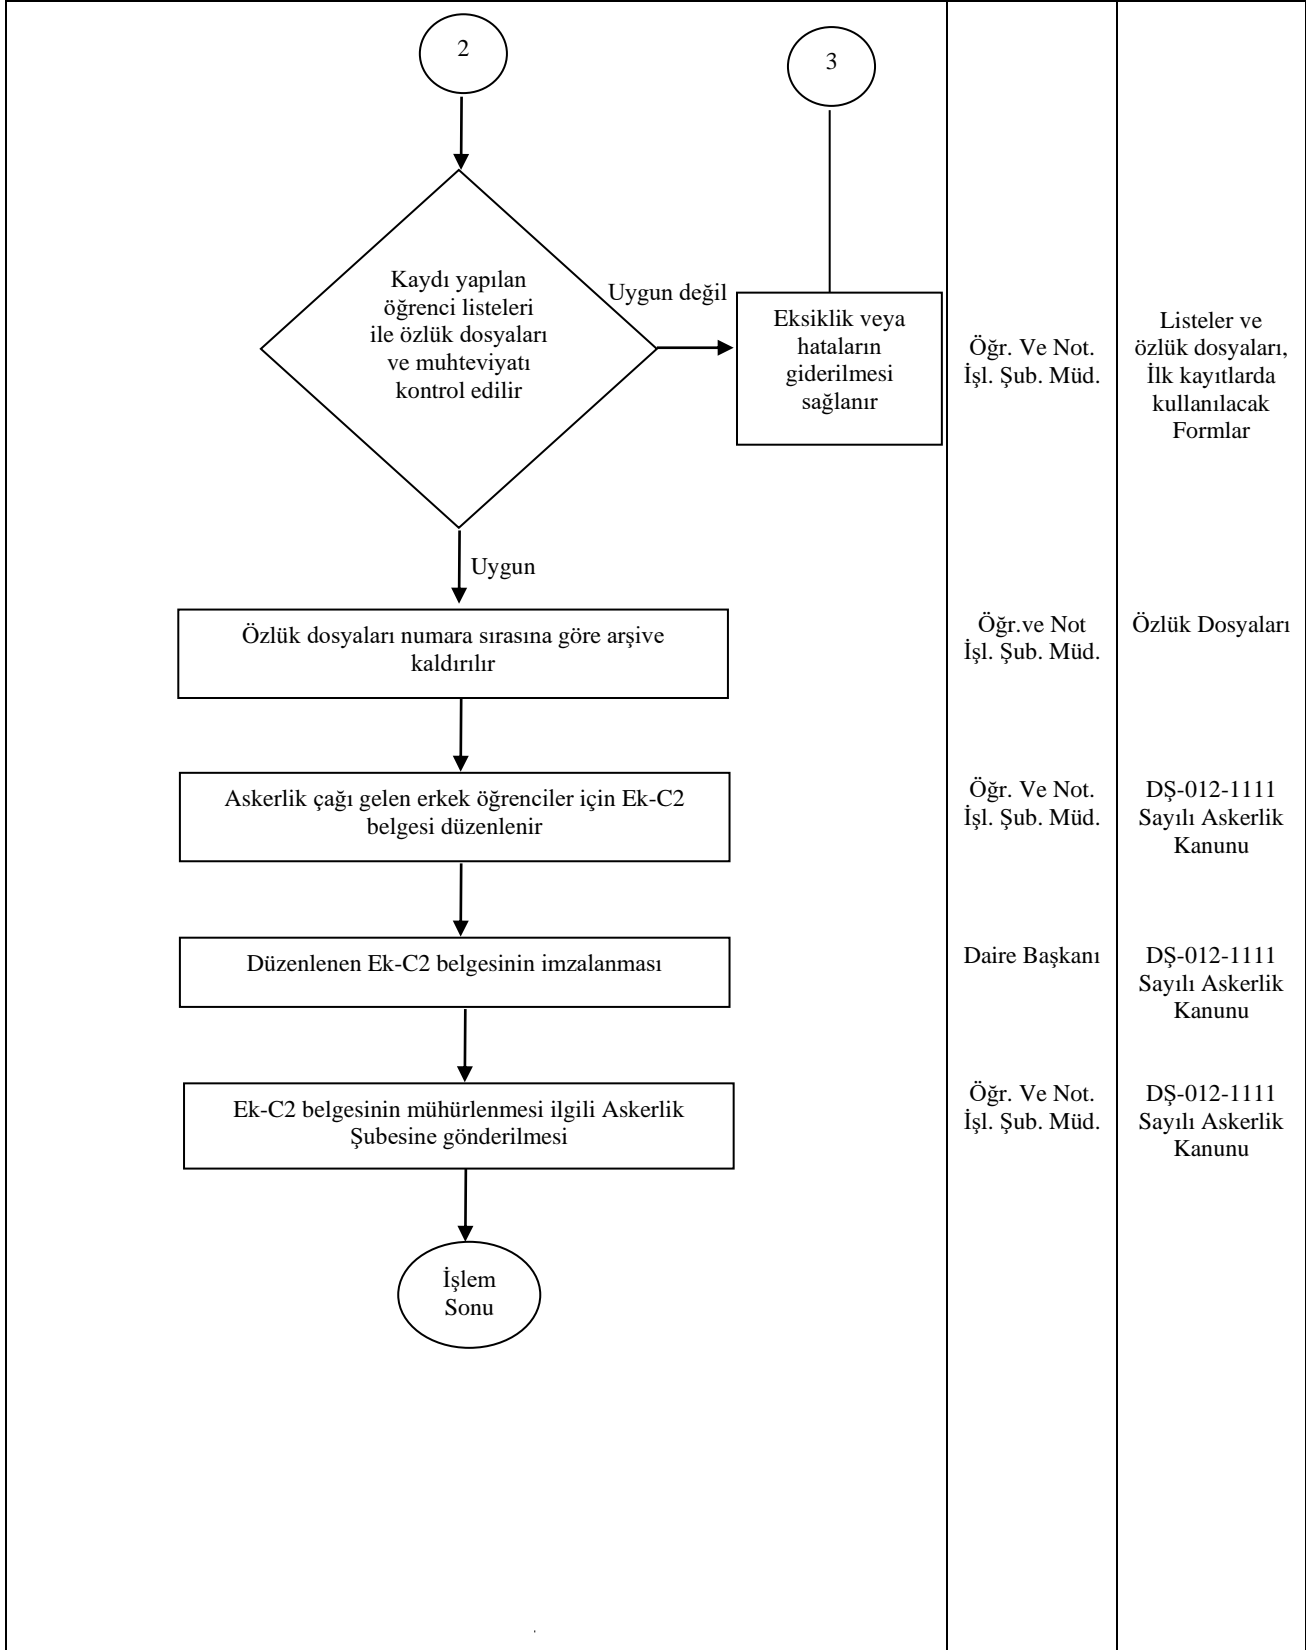 2
3
Kaydı yapılan
öğrenci listeleri
ile özlük dosyaları
ve muhteviyatı
kontrol edilir
Uygun değil
Eksiklik veya
hataların
giderilmesi
sağlanır
Öğr. Ve Not.
İşl. Şub. Müd.
Listeler ve
özlük dosyaları,
İlk kayıtlarda
kullanılacak
Formlar
Uygun
Özlük dosyaları numara sırasına göre arşive
kaldırılır
Öğr.ve Not
İşl. Şub. Müd.
Özlük Dosyaları
Askerlik çağı gelen erkek öğrenciler için Ek-C2
belgesi düzenlenir
Öğr. Ve Not.
İşl. Şub. Müd.
DŞ-012-1111
Sayılı Askerlik
Kanunu
Düzenlenen Ek-C2 belgesinin imzalanması
Daire Başkanı
DŞ-012-1111
Sayılı Askerlik
Kanunu
Ek-C2 belgesinin mühürlenmesi ilgili Askerlik
Şubesine gönderilmesi
Öğr. Ve Not.
İşl. Şub. Müd.
DŞ-012-1111
Sayılı Askerlik
Kanunu
İşlem
Sonu